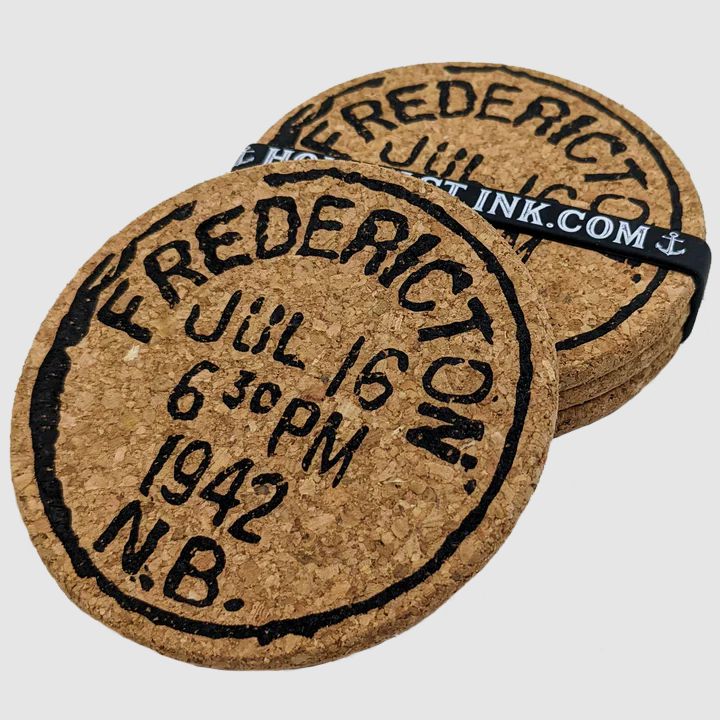 FREDERICTON
JUL 16
6 30 PM
1942
N.B.
FREDERICTON
JUL 16
INK.COM